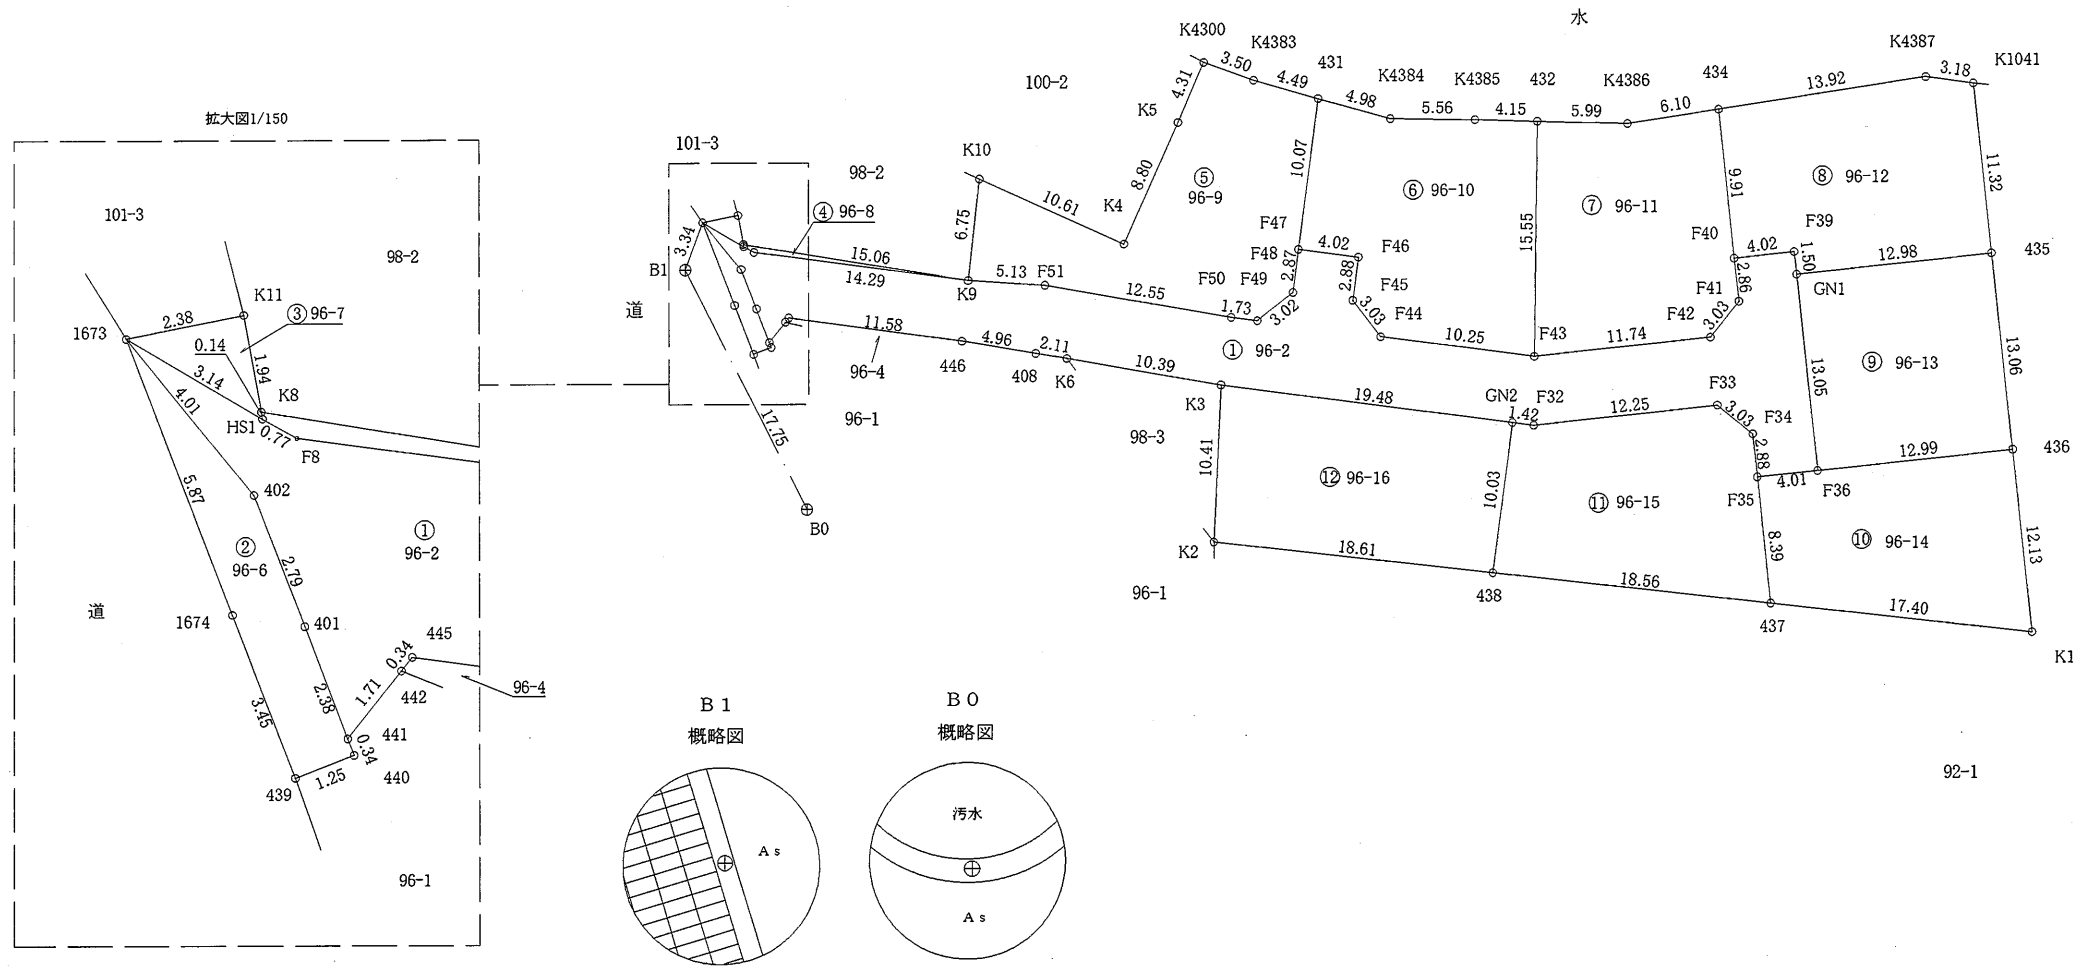 水
K4300
K4383
431
K4384
K4385
432
K4386
434
K4387
K1041
3.50
4.49
4.98
5.56
4.15
5.99
6.10
13.92
3.18
4.31
100-2
K5
拡大図1/150
101-3
98-2
K11
1673
2.38
③ 96-7
0.14
1.94
3.14
4.01
K8
HS1
0.77
F8
5.87
402
①
96-2
②
96-6
2.79
道
1674
401
445
0.34
2.38
1.71
442
96-4
3.45
441
0.34
1.25
440
439
96-1
101-3
98-2
④ 96-8
3.34
B1
道
15.06
14.29
K10
10.61
6.75
K4
8.80
K9
5.13
F51
12.55
F50
F49
1.73
3.02
11.58
96-4
446
4.96
408
2.11
K6
10.39
96-1
17.75
B0
⑤
96-9
10.07
F47
F48
2.87
4.02
F46
2.88
F45
3.03
F44
10.25
① 96-2
⑥ 96-10
15.55
F43
⑦ 96-11
11.74
F42
3.03
F41
2.86
F40
9.91
4.02
F39
1.50
⑧ 96-12
11.32
12.98
435
GN1
13.05
⑨ 96-13
13.06
K3
19.48
GN2
1.42
F32
12.25
F33
3.03
F34
2.88
98-3
10.41
⑫ 96-16
10.03
⑪ 96-15
F35
4.01
F36
12.99
436
8.39
⑩ 96-14
12.13
K2
18.61
96-1
438
18.56
437
17.40
K1
92-1
B1
概略図
As
B0
概略図
汚水
As